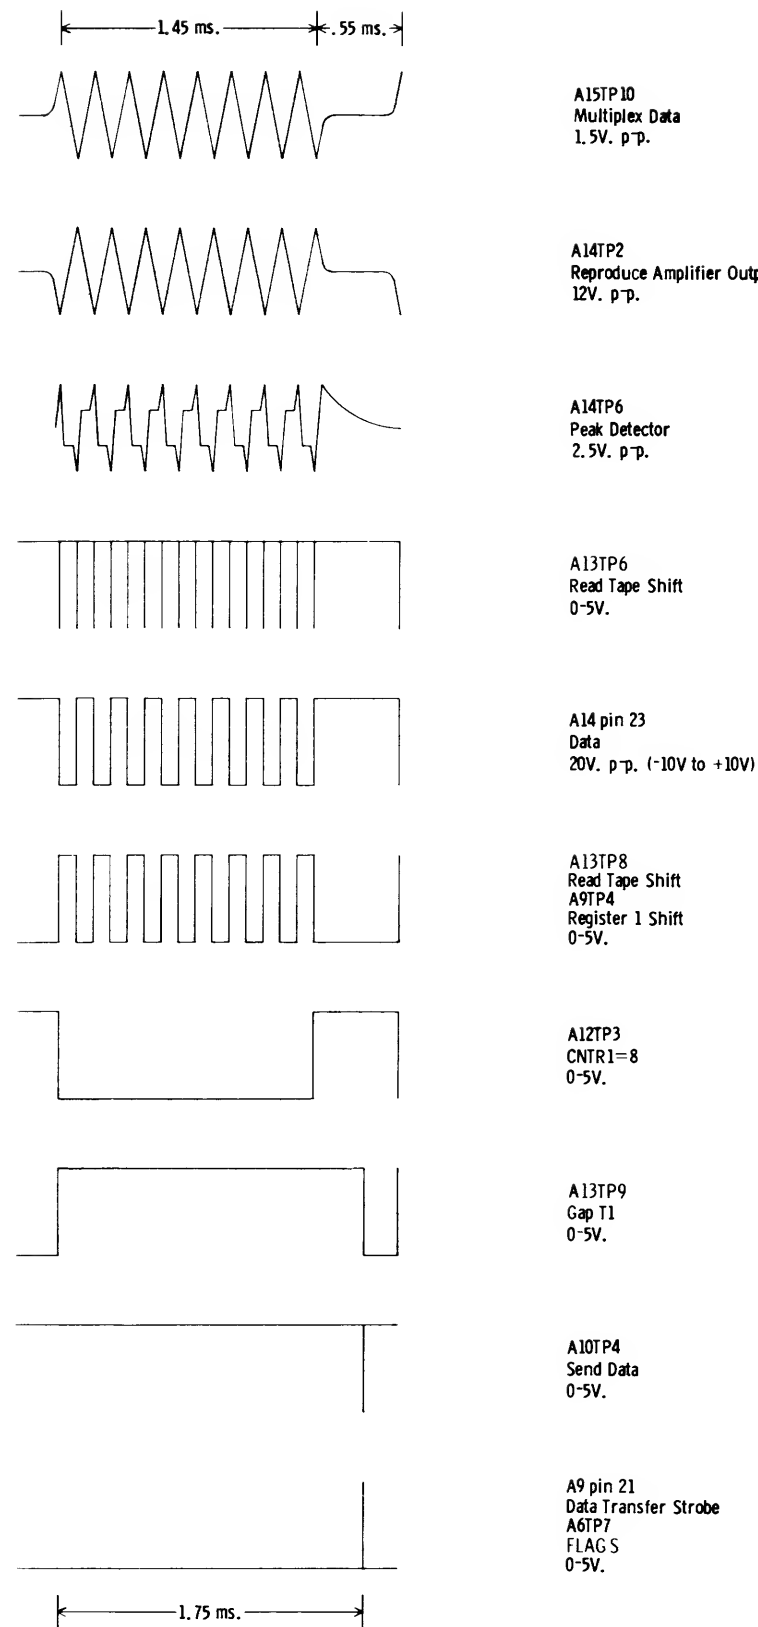 1.45 ms.
.55 ms.
A15TP10
Multiplex Data
1.5V. p-p.
A14TP2
Reproduce Amplifier Outp
12V. p-p.
A14TP6
Peak Detector
2.5V. p-p.
A13TP6
Read Tape Shift
0-5V.
A14 pin 23
Data
20V. p-p. (-10V to +10V)
A13TP8
Read Tape Shift
A9TP4
Register 1 Shift
0-5V.
A12TP3
CNTR1=8
0-5V.
A13TP9
Gap T1
0-5V.
A10TP4
Send Data
0-5V.
A9 pin 21
Data Transfer Strobe
A6TP7
FLAGS
0-5V.
1.75 ms.